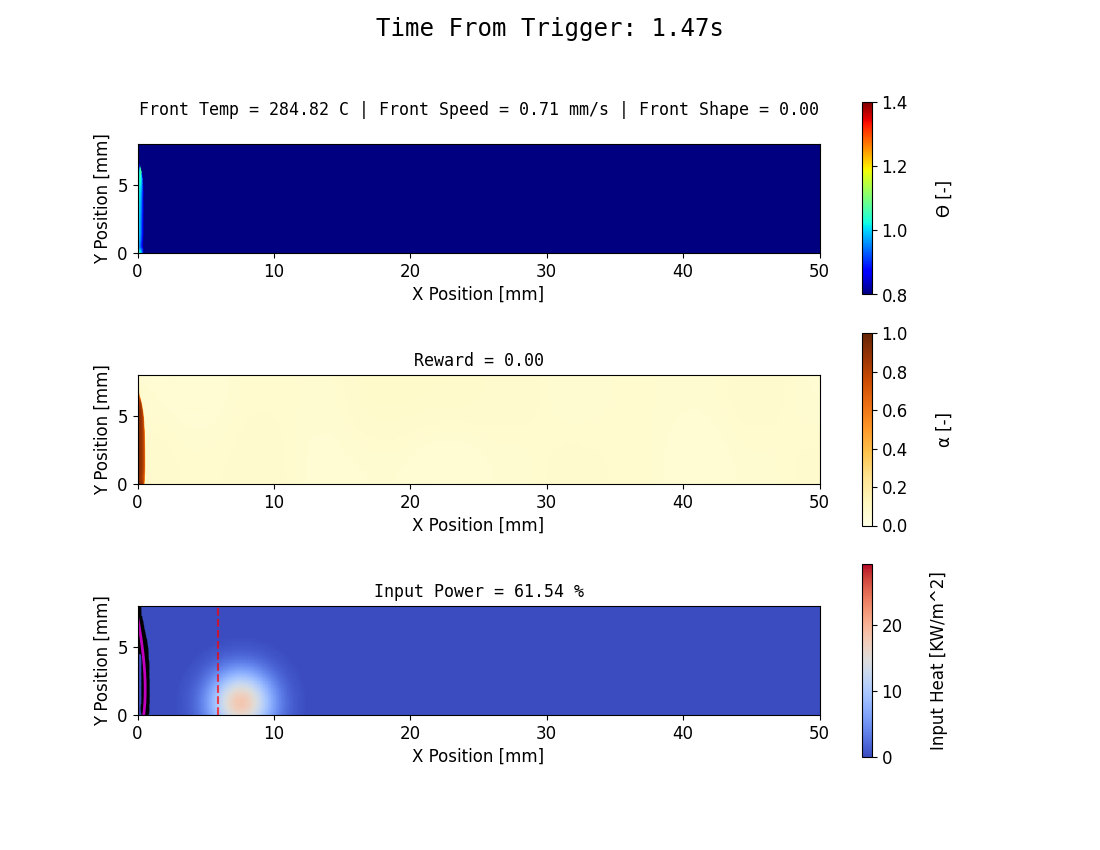 Time From Trigger: 1.47s
Front Temp = 284.82 C | Front Speed = 0.71 mm/s | Front Shape = 0.00
Y Position [mm]
5
0
0 10 20 30 40 50
X Position [mm]
1.4
1.2
1.0
0.8
Θ [-]
Reward = 0.00
Y Position [mm]
5
0
0 10 20 30 40 50
X Position [mm]
1.0
0.8
0.6
0.4
0.2
0.0
α [-]
Input Power = 61.54 %
Y Position [mm]
5
0
0 10 20 30 40 50
X Position [mm]
20
10
0
Input Heat [KW/m^2]